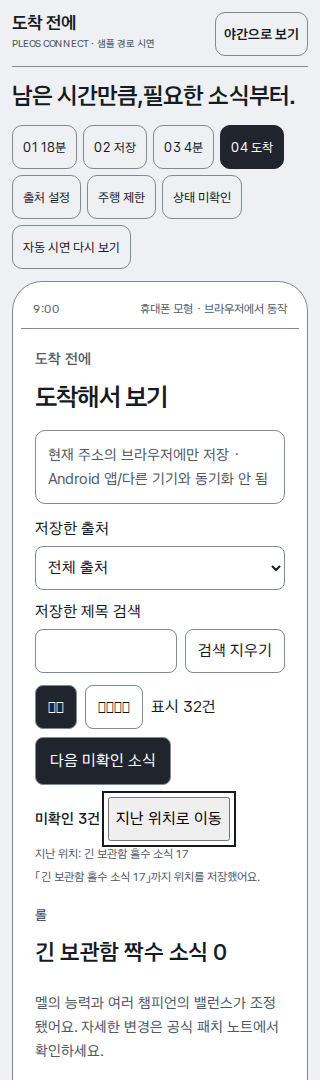 도착 전에
PLEOS CONNECT · 샘플 경로 시연
야간으로 보기
남은 시간만큼,필요한 소식부터.
01 18분
02 저장
03 4분
04 도착
출처 설정
주행 제한
상태 미확인
자동 시연 다시 보기
9:00
휴대폰 모형 · 브라우저에서 동작
도착 전에
도착해서 보기
현재 주소의 브라우저에만 저장 ·
Android 앱/다른 기기와 동기화 안 됨
저장한 출처
전체 출처
저장한 제목 검색
검색 지우기
표시 32건
다음 미확인 소식
미확인 3건
지난 위치로 이동
지난 위치: 긴 보관함 홀수 소식 17
「긴 보관함 홀수 소식 17」까지 위치를 저장했어요.
롤
긴 보관함 짝수 소식 0
멜의 능력과 여러 챔피언의 밸런스가 조정
됐어요. 자세한 변경은 공식 패치 노트에서
확인하세요.